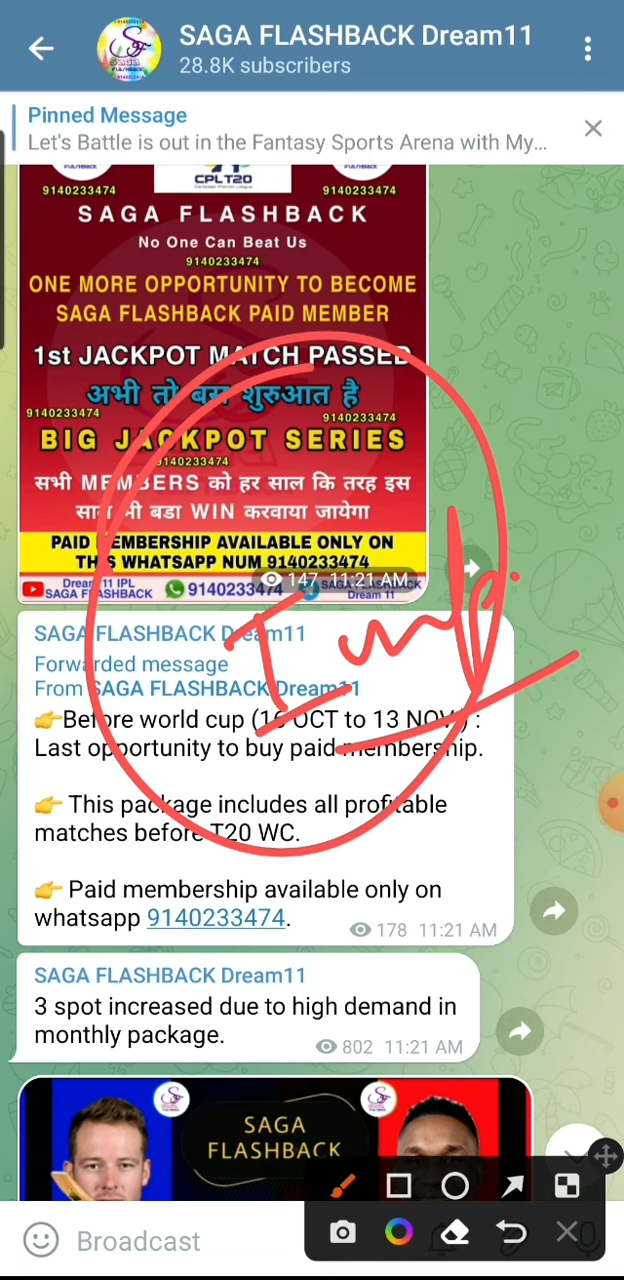 SAGA FLASHBACK Dream11
28.8K subscribers
Pinned Message
Let's Battle is out in the Fantasy Sports Arena with My...
CPLT20
9140233474
9140233474
SAGA FLASHBACK
No One Can Beat Us
9140233474
ONE MORE OPPORTUNITY TO BECOME
SAGA FLASHBACK PAID MEMBER
1st JACKPOT MATCH PASSED
अभी तो बस शुरुआत है
9140233474
9140233474
BIG JACKPOT SERIES
9140233474
सभी MEMBERS को हर साल कि तरह इस
साल भी बडा WIN करवाया जायेगा
PAID MEMBERSHIP AVAILABLE ONLY ON
THIS WHATSAPP NUM 9140233474
Dream 11 IPL
SAGA FLASHBACK
9140233474
SAGA FLASHBACK
Dream 11
147 11:21 AM
Imp.
SAGA FLASHBACK Dream11
Forwarded message
From SAGA FLASHBACK Dream11
👉Before world cup (16 OCT to 13 NOV) :
Last opportunity to buy paid membership.
👉 This package includes all profitable
matches before T20 WC.
👉 Paid membership available only on
whatsapp 9140233474.
178 11:21 AM
SAGA FLASHBACK Dream11
3 spot increased due to high demand in
monthly package.
802 11:21 AM
SAGA
FLASHBACK
Broadcast